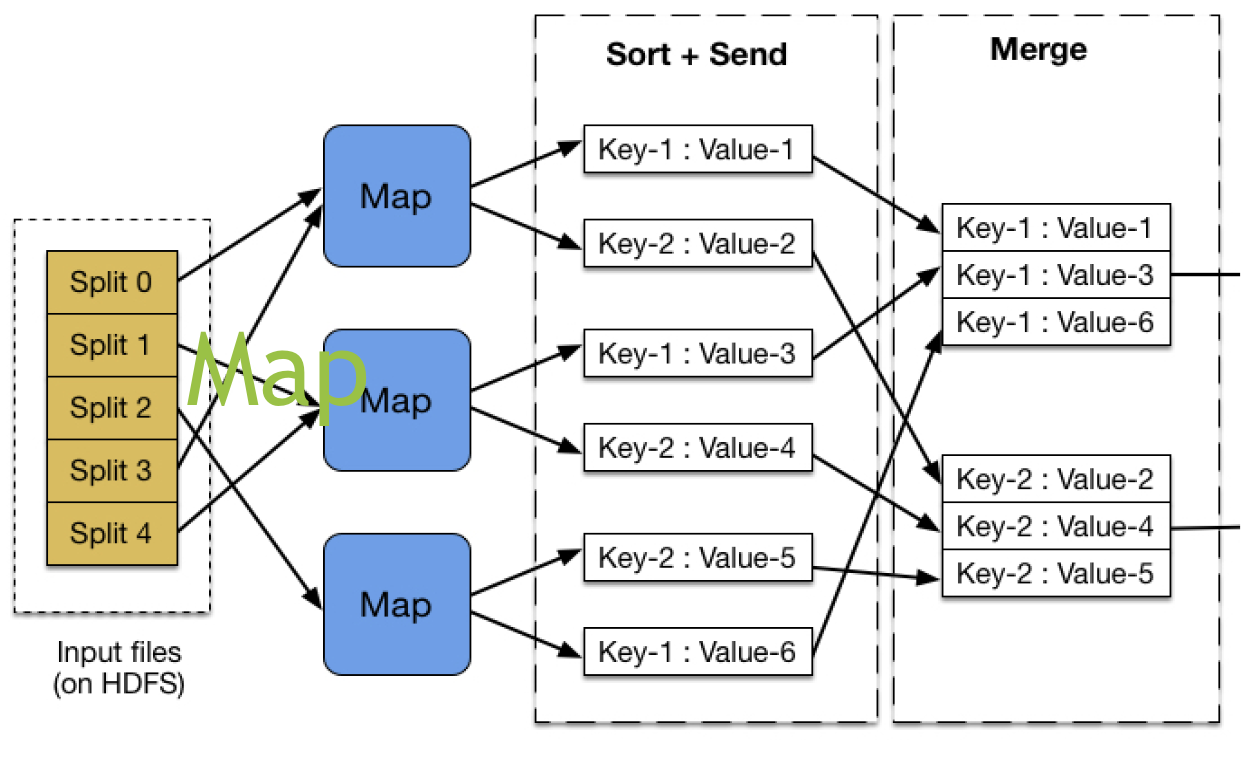 Split 0
Split 1
Split 2
Split 3
Split 4
Input files
(on HDFS)
Map
Map
Map
Map
Sort + Send
Key-1 : Value-1
Key-2 : Value-2
Key-1 : Value-3
Key-2 : Value-4
Key-2 : Value-5
Key-1 : Value-6
Merge
Key-1 : Value-1
Key-1 : Value-3
Key-1 : Value-6
Key-2 : Value-2
Key-2 : Value-4
Key-2 : Value-5